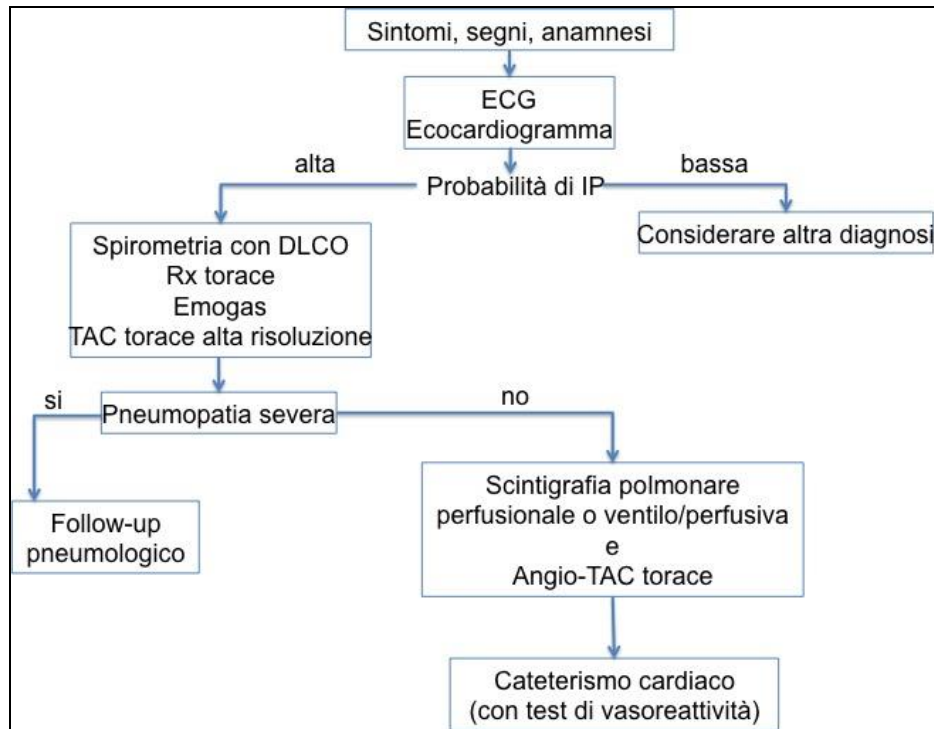 Sintomi, segni, anamnesi
ECG
Ecocardiogramma
alta
Probabilità di IP
bassa
Spirometria con DLCO
Rx torace
Emogas
TAC torace alta risoluzione
Considerare altra diagnosi
si
Pneumopatia severa
no
Follow-up
pneumologico
Scintigrafia polmonare
perfusionale o ventilo/perfusiva
e
Angio-TAC torace
Cateterismo cardiaco
(con test di vasoreattività)